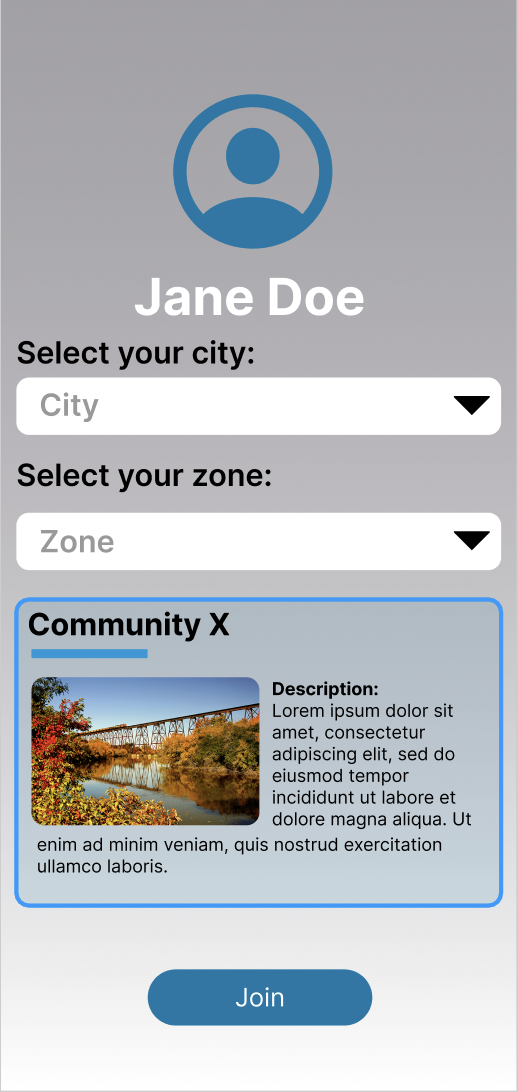 Jane Doe
Select your city:
City
Select your zone:
Zone
Community X
Description:
Lorem ipsum dolor sit
amet, consectetur
adipiscing elit, sed do
eiusmod tempor
incididunt ut labore et
dolore magna aliqua. Ut
enim ad minim veniam, quis nostrud exercitation
ullamco laboris.
Join